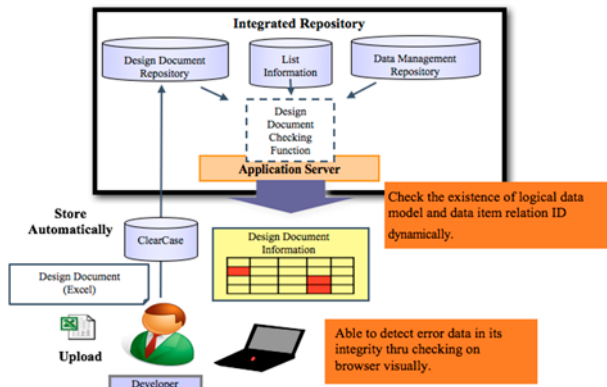 Integrated Repository
Design Document
Repository
List
Information
Data Management
Repository
Design
Document
Checking
Function
Application Server
Check the existence of logical data
model and data item relation ID
dynamically.
Store
Automatically
ClearCase
Design Document
Information
Design Document
(Excel)
Upload
Able to detect error data in its
integrity thru checking on
browser visually.
Developer